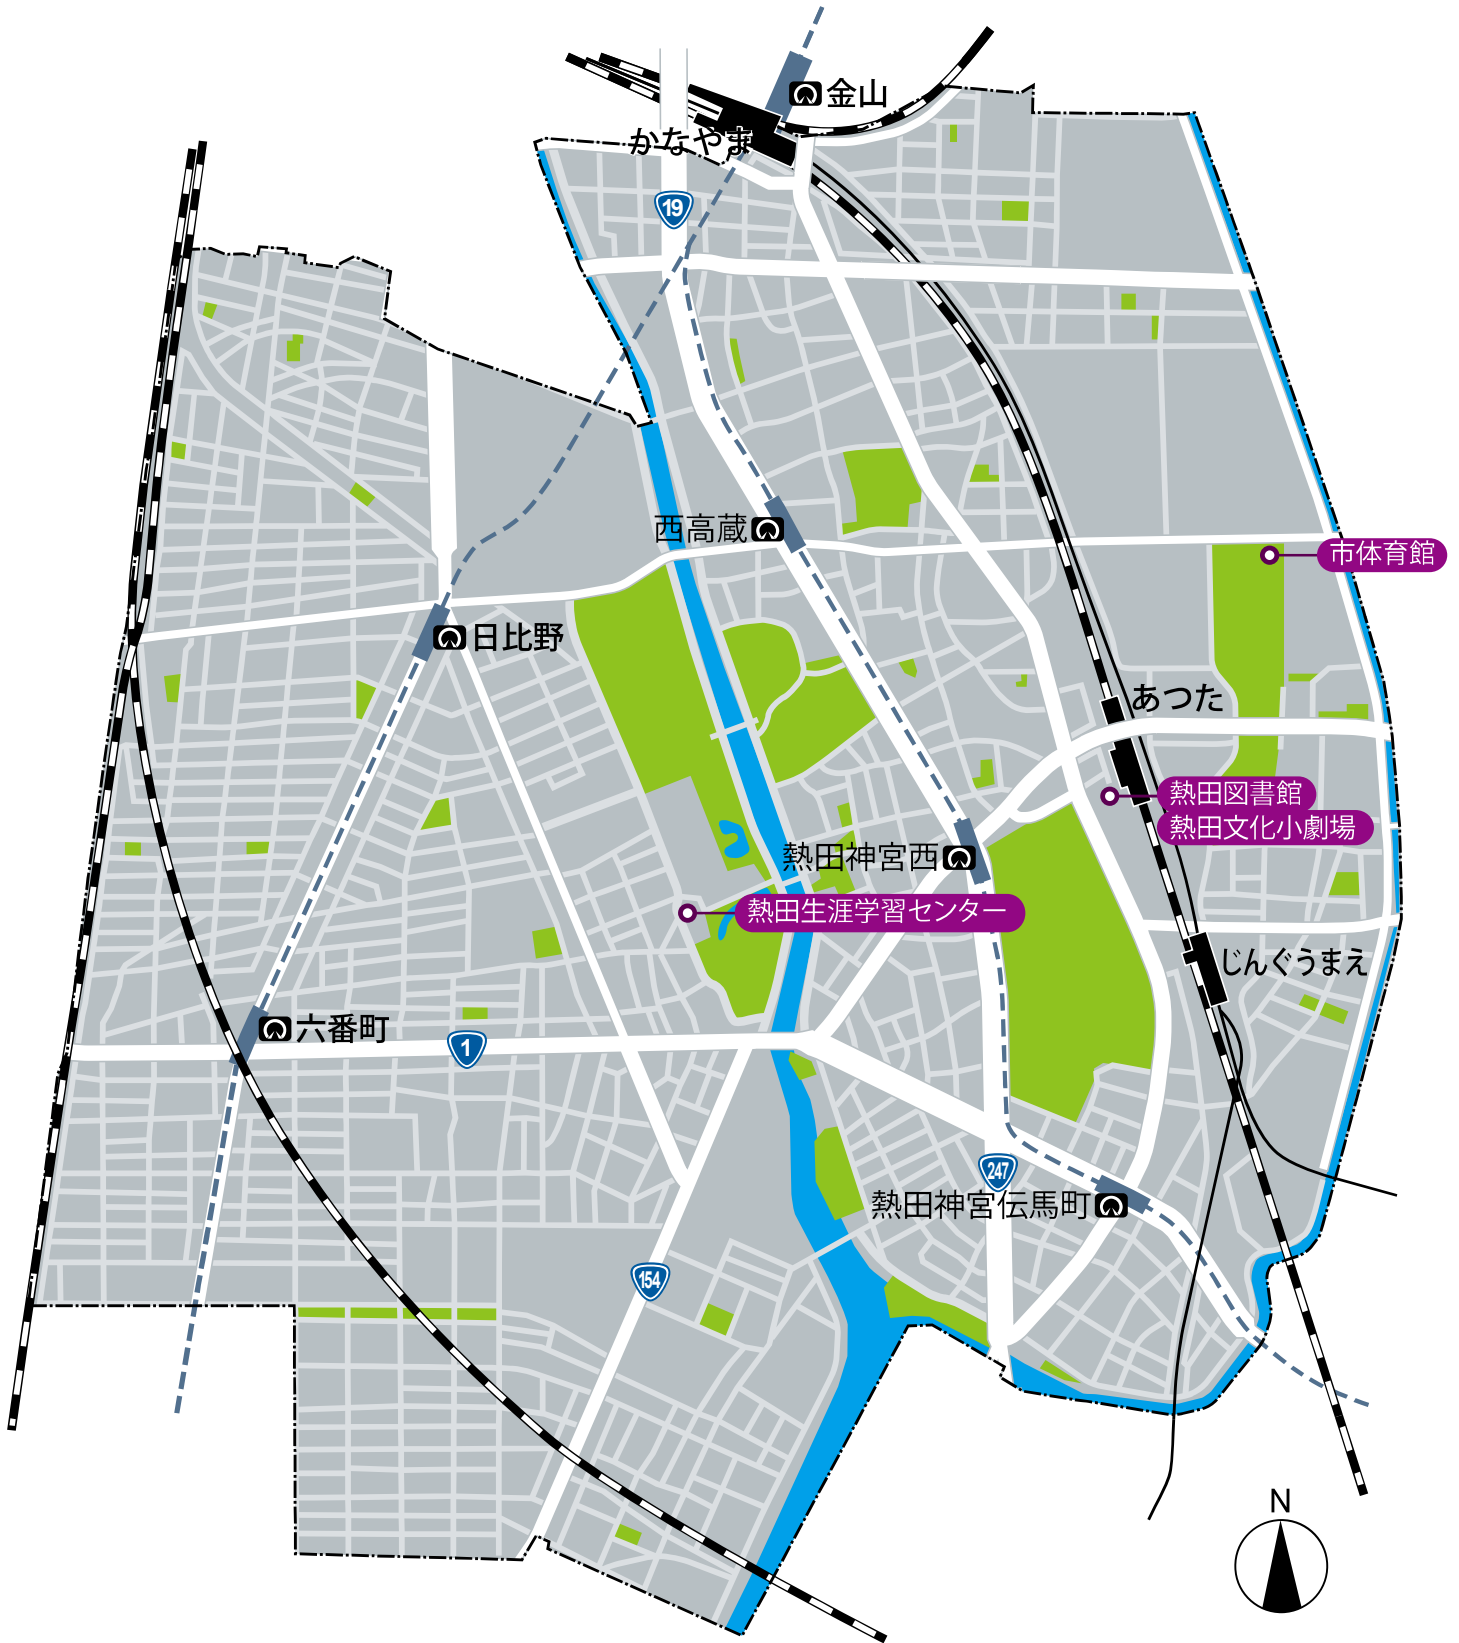 金山
かなやま
19
西高蔵
市体育館
日比野
あつた
熱田図書館
熱田文化小劇場
熱田神宮西
熱田生涯学習センター
じんぐうまえ
六番町
1
247
熱田神宮伝馬町
154
N